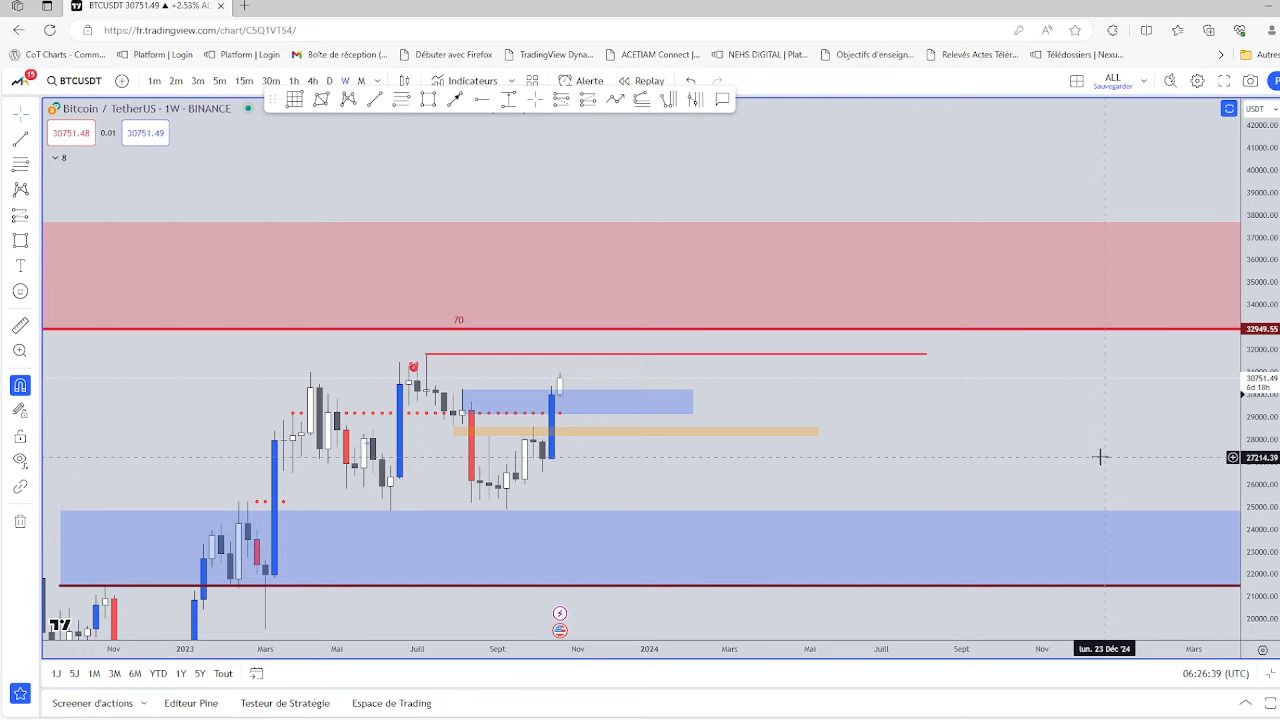 BTCUSDT 30751.49 ▲ +2.53% AL
https://fr.tradingview.com/chart/C5Q1VT54/
CoT Charts - Comm... Platform | Login Platform | Login Boîte de réception (... Débuter avec Firefox TradingView Dyna... ACETIAM Connect |... NEHS DIGITAL | Plat... Objectifs d'enseign... Relevés Actes Télér... Télédossiers | Nexu... Autres
15 BTCUSDT 1m 2m 3m 5m 15m 30m 1h 4h D W M Indicateurs Alerte Replay ALL
Sauvegarder
Bitcoin / TetherUS · 1W · BINANCE
USDT
30751.48 0.01 30751.49
8
42000.00
41000.00
40000.00
39000.00
38000.00
37000.00
36000.00
35000.00
34000.00
70
32949.55
32000.00
30751.49
6d 18h
29000.00
28000.00
27214.39
26000.00
25000.00
24000.00
23000.00
22000.00
21000.00
20000.00
Nov 2023 Mars Mai Juill Sept Nov 2024 Mars Mai Juill Sept Nov lun. 23 Déc '24 Mars
1J 5J 1M 3M 6M YTD 1Y 5Y Tout 06:26:39 (UTC)
Screener d'actions Editeur Pine Testeur de Stratégie Espace de Trading